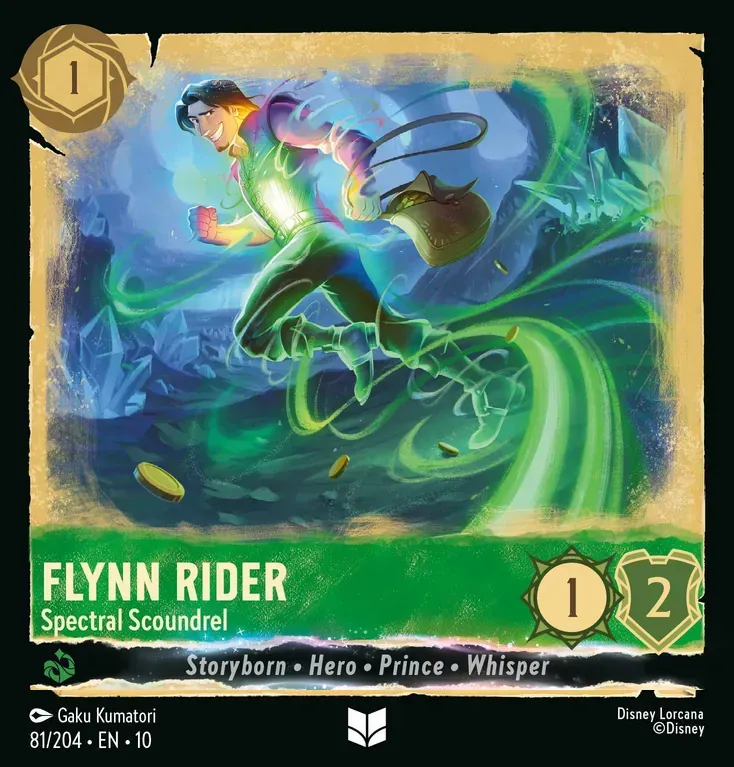 1
FLYNN RIDER
Spectral Scoundrel
1 2
Storyborn • Hero • Prince • Whisper
Gaku Kumatori
81/204 • EN • 10
Disney Lorcana
©Disney